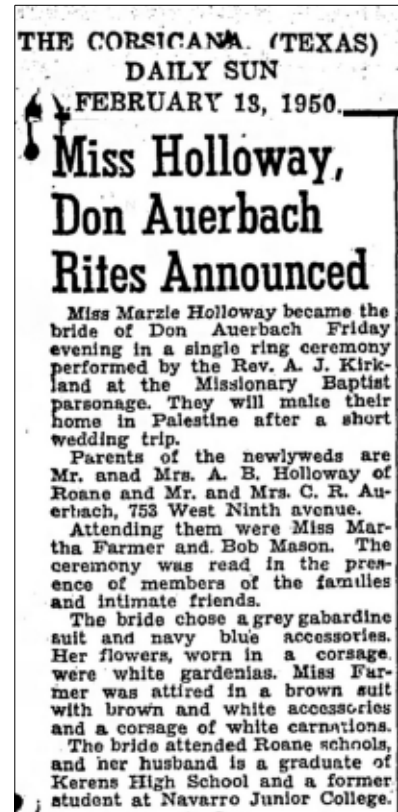 THE CORSICANA. (TEXAS)
DAILY SUN
FEBRUARY 13, 1950.
Miss Holloway,
Don Auerbach
Rites Announced
Miss Marzie Holloway became the
bride of Don Auerbach Friday
evening in a single ring ceremony
performed by the Rev. A. J. Kirk-
land at the Missionary Baptist
parsonage. They will make their
home in Palestine after a short
wedding trip.
Parents of the newlyweds are
Mr. anad Mrs. A. B. Holloway of
Roane and Mr. and Mrs. C. R. Au-
erbach, 753 West Ninth avenue.
Attending them were Miss Mar-
tha Farmer and Bob Mason. The
ceremony was read in the pres-
ence of members of the families
and intimate friends.
The bride chose a grey gabardine
suit and navy blue accessories.
Her flowers, worn in a corsage,
were white gardenias. Miss Far-
mer was attired in a brown suit
with brown and white accessories
and a corsage of white carnations.
The bride attended Roane schools,
and her husband is a graduate of
Kerens High School and a former
student at Navarro Junior College.